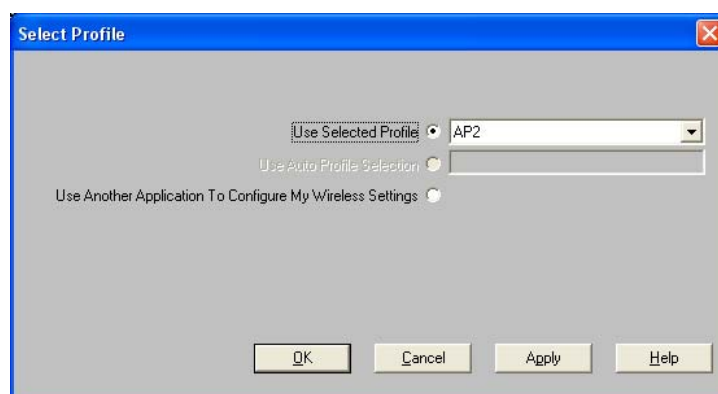 Select Profile
Use Selected Profile AP2
Use Auto Profile Selection
Use Another Application To Configure My Wireless Settings
OK Cancel Apply Help